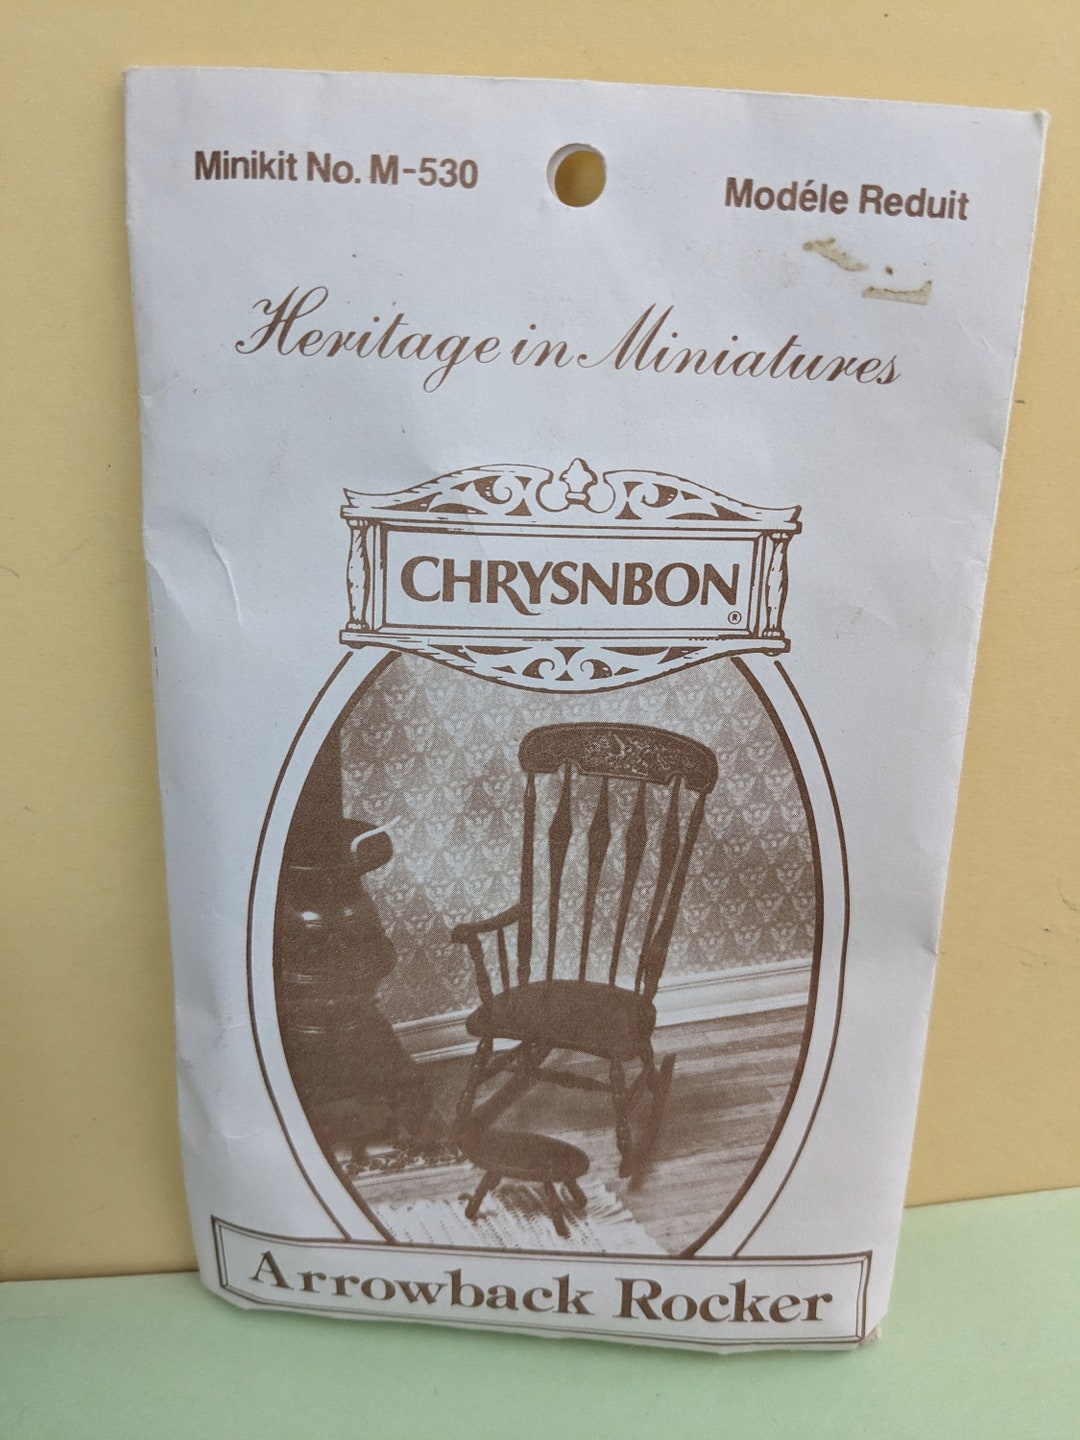 Minikit No. M-530
Modéle Reduit
Heritage in Miniatures
CHRYSNBON®
Arrowback Rocker